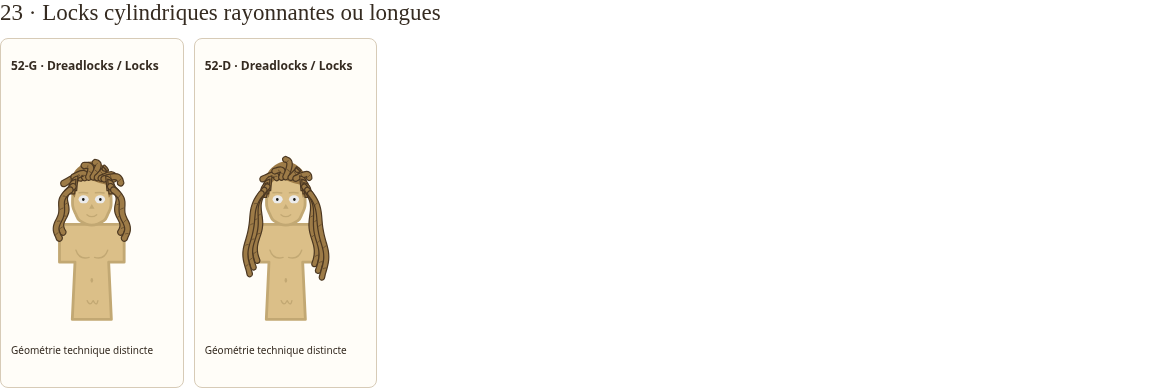 23 · Locks cylindriques rayonnantes ou longues
52-G · Dreadlocks / Locks
52-D · Dreadlocks / Locks
Géométrie technique distincte
Géométrie technique distincte